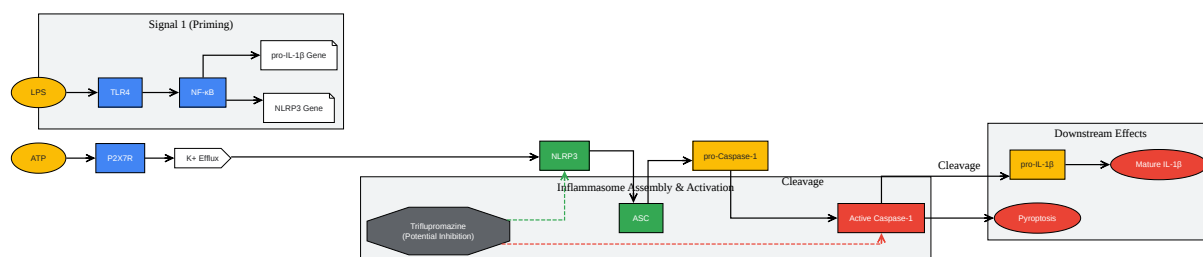 Signal 1 (Priming)
pro-IL-1β Gene
LPS
TLR4
NF-κB
NLRP3 Gene
ATP
P2X7R
K+ Efflux
NLRP3
pro-Caspase-1
Inflammasome Assembly & Activation
Cleavage
Triflupromazine
(Potential Inhibition)
ASC
Active Caspase-1
Cleavage
Downstream Effects
pro-IL-1β
Mature IL-1β
Pyroptosis